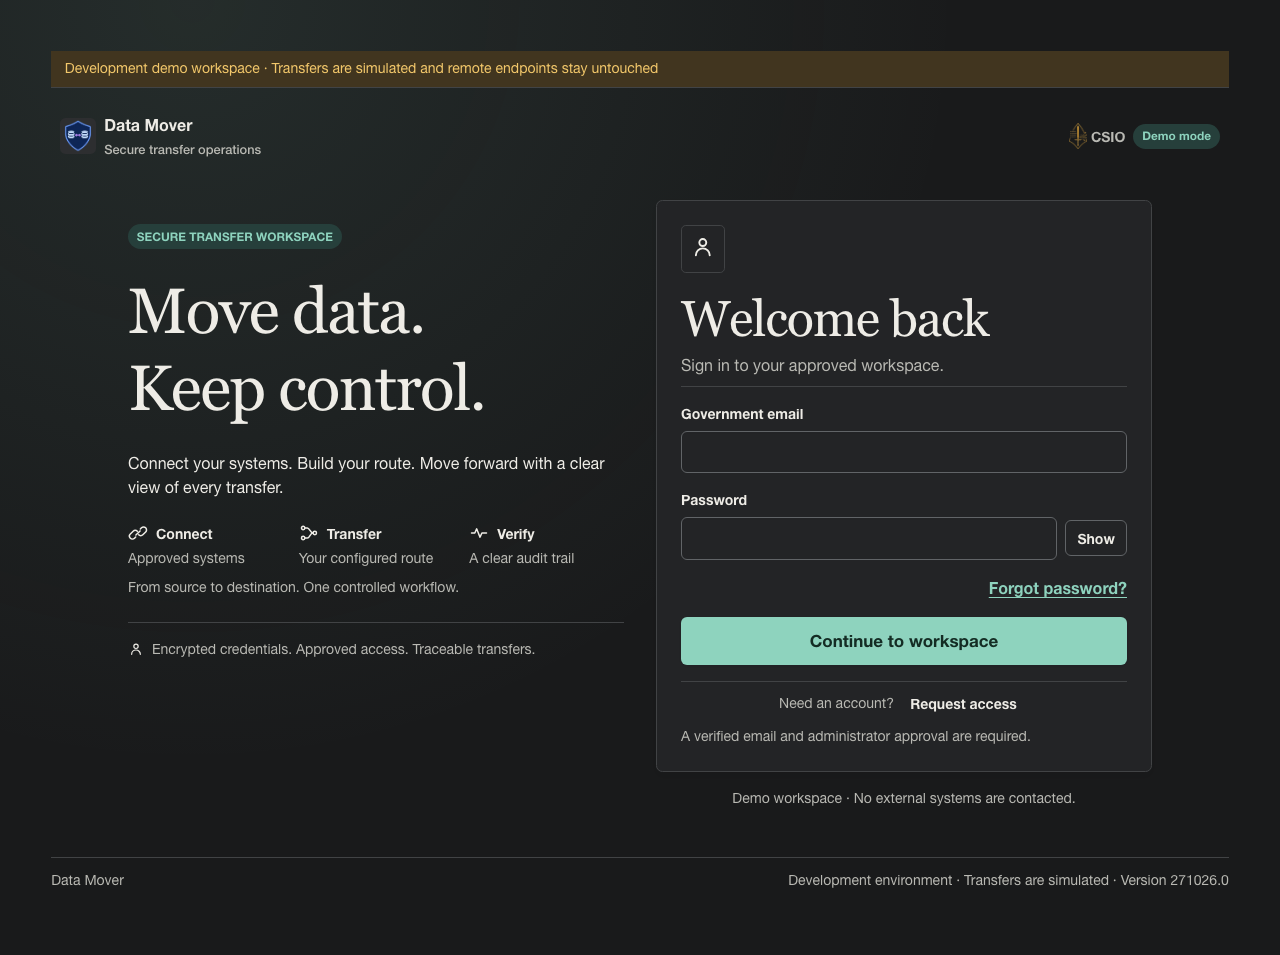 Development demo workspace · Transfers are simulated and remote endpoints stay untouched
Data Mover
Secure transfer operations
CSIO
Demo mode
SECURE TRANSFER WORKSPACE
Move data.
Keep control.
Connect your systems. Build your route. Move forward with a clear
view of every transfer.
Connect
Approved systems
Transfer
Your configured route
Verify
A clear audit trail
From source to destination. One controlled workflow.
Encrypted credentials. Approved access. Traceable transfers.
Welcome back
Sign in to your approved workspace.
Government email
Password
Show
Forgot password?
Continue to workspace
Need an account? Request access
A verified email and administrator approval are required.
Demo workspace · No external systems are contacted.
Data Mover
Development environment · Transfers are simulated · Version 271026.0